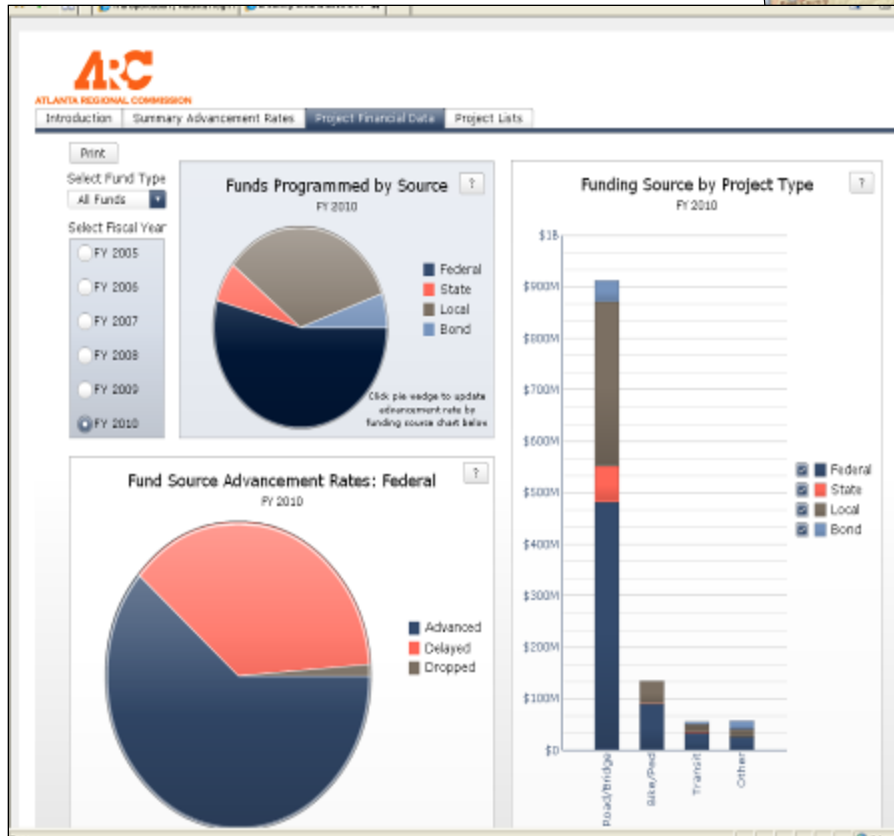 ARC
ATLANTA REGIONAL COMMISSION
Introduction
Summary Advancement Rates
Project Financial Data
Project Lists
Print
Select Fund Type
All Funds
Select Fiscal Year
FY 2005
FY 2006
FY 2007
FY 2008
FY 2009
FY 2010
Funds Programmed by Source
?
FY 2010
Federal
State
Local
Bond
Click pie wedge to update
advancement rate by
funding source chart below
Fund Source Advancement Rates: Federal
?
FY 2010
Advanced
Delayed
Dropped
Funding Source by Project Type
?
FY 2010
$1B
$900M
$800M
$700M
$600M
$500M
$400M
$300M
$200M
$100M
$0
Road/Bridge
Bike/Ped
Transit
Other
Federal
State
Local
Bond